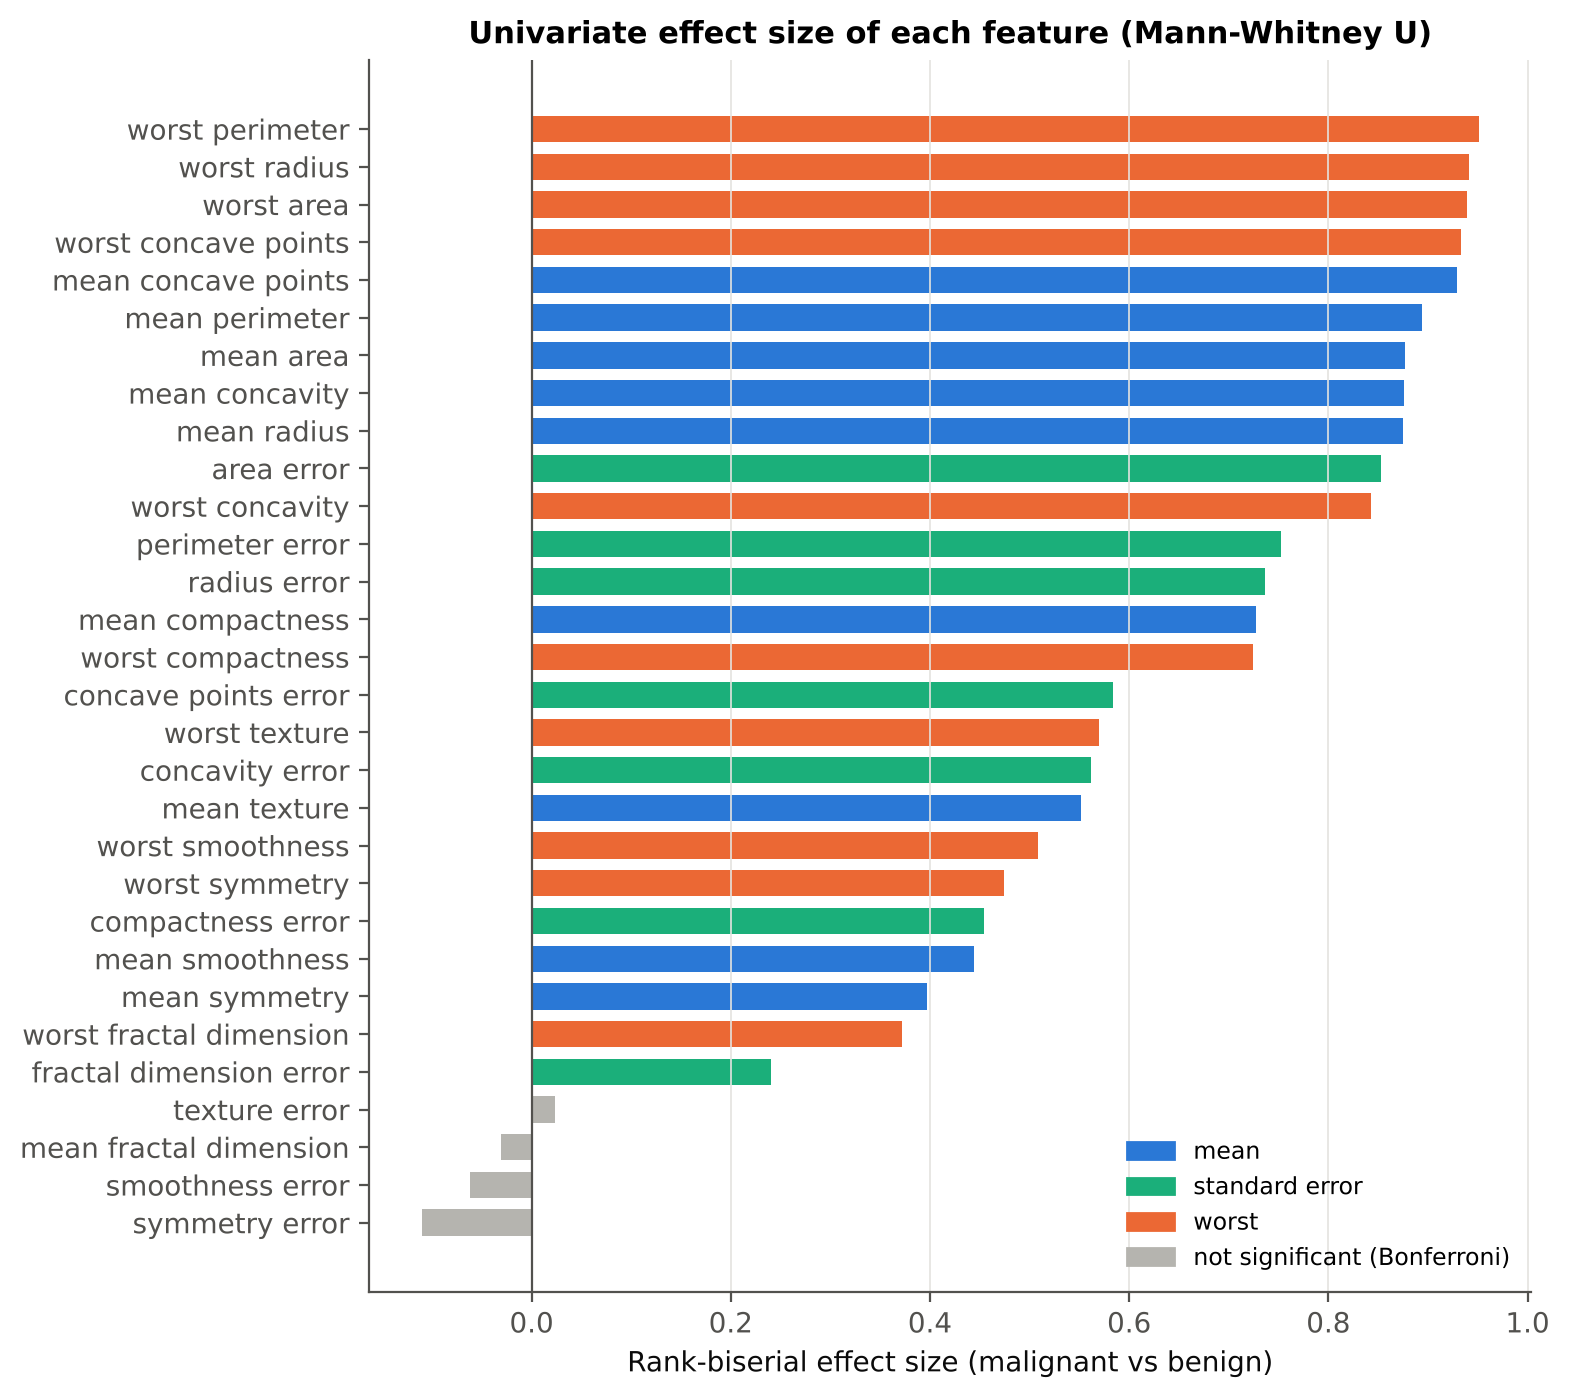 Univariate effect size of each feature (Mann-Whitney U)
worst perimeter
worst radius
worst area
worst concave points
mean concave points
mean perimeter
mean area
mean concavity
mean radius
area error
worst concavity
perimeter error
radius error
mean compactness
worst compactness
concave points error
worst texture
concavity error
mean texture
worst smoothness
worst symmetry
compactness error
mean smoothness
mean symmetry
worst fractal dimension
fractal dimension error
texture error
mean fractal dimension
smoothness error
symmetry error
mean
standard error
worst
not significant (Bonferroni)
0.0 0.2 0.4 0.6 0.8 1.0
Rank-biserial effect size (malignant vs benign)